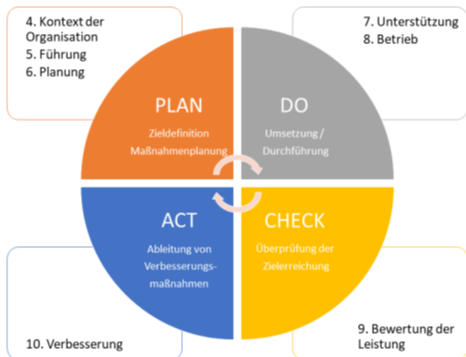 4. Kontext der
Organisation
5. Führung
6. Planung
7. Unterstützung
8. Betrieb
PLAN
Zieldefinition
Maßnahmenplanung
DO
Umsetzung /
Durchführung
ACT
Ableitung von
Verbesserungs-
maßnahmen
CHECK
Überprüfung der
Zielerreichung
10. Verbesserung
9. Bewertung der
Leistung